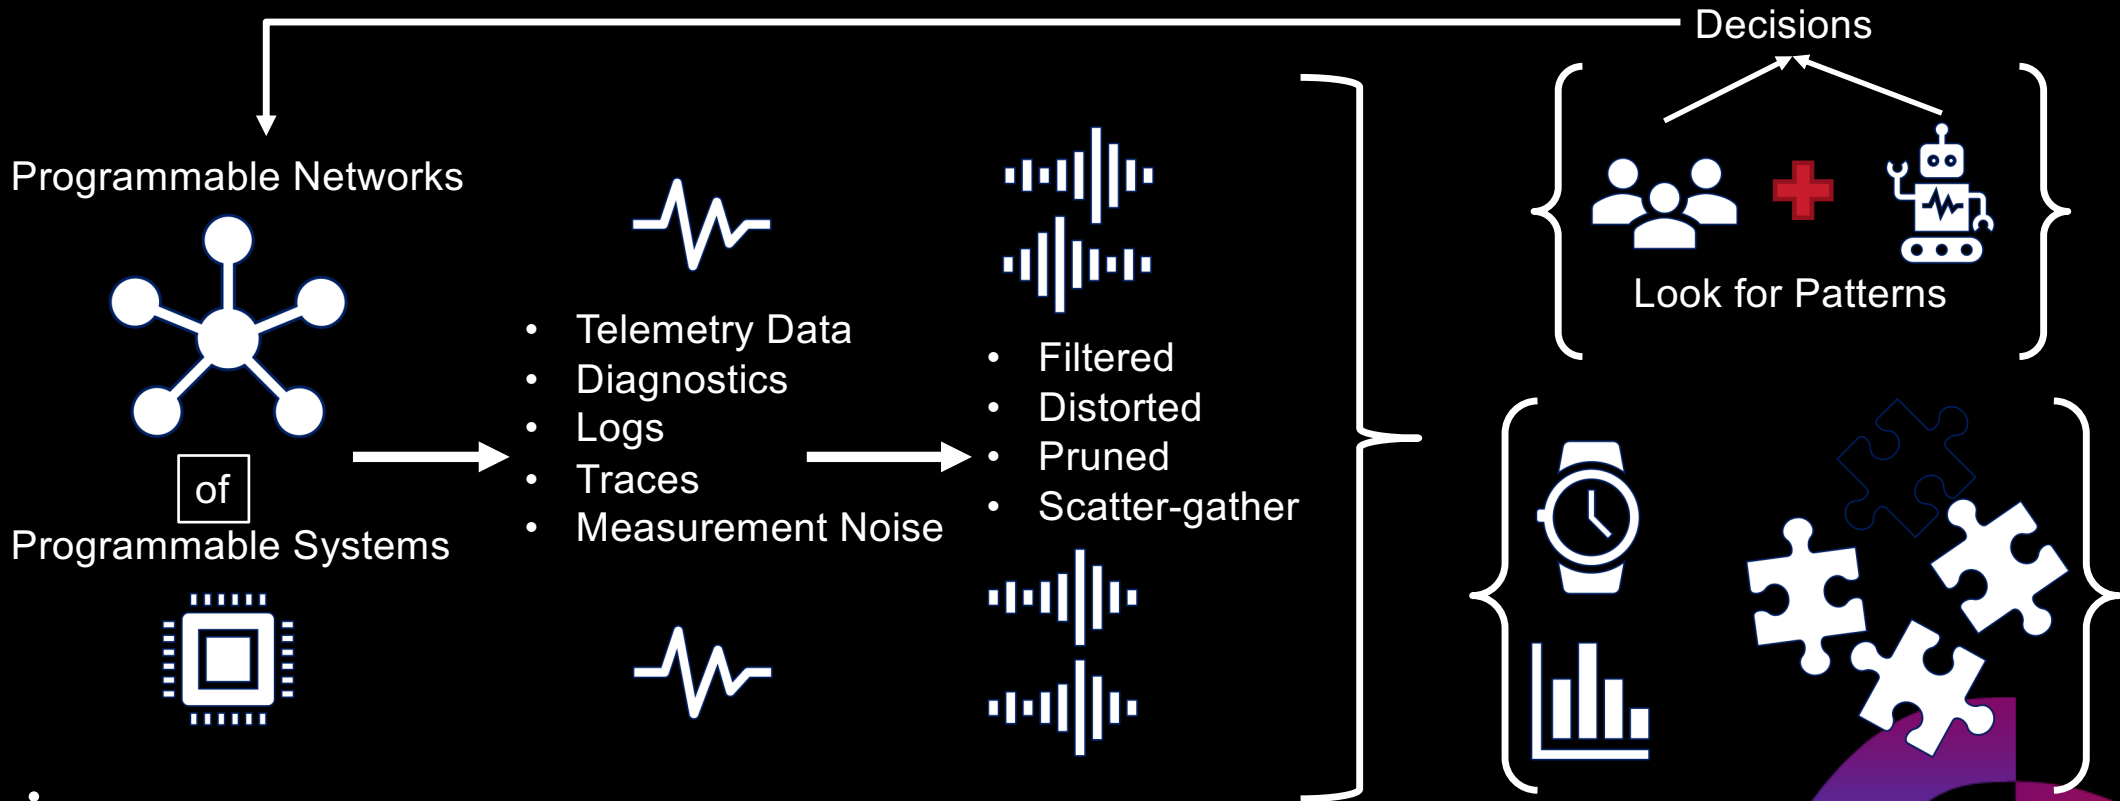 Decisions
Programmable Networks
of
Programmable Systems
• Telemetry Data
• Diagnostics
• Logs
• Traces
• Measurement Noise
• Filtered
• Distorted
• Pruned
• Scatter-gather
Look for Patterns